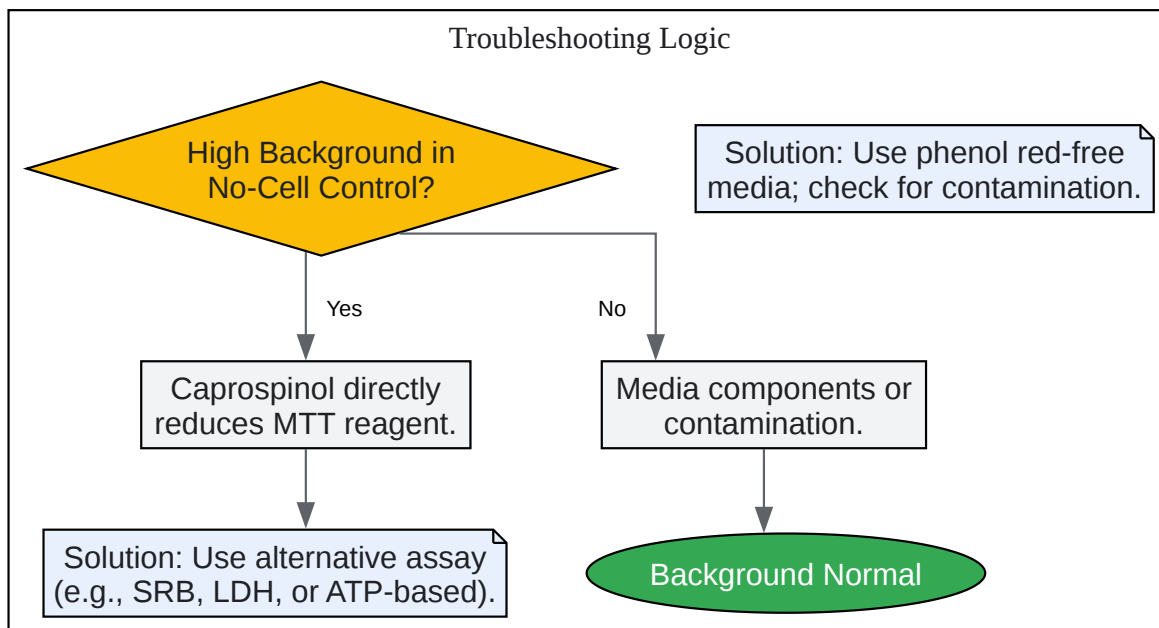 Troubleshooting Logic
High Background in
No-Cell Control?
Solution: Use phenol red-free
media; check for contamination.
Yes
No
Caprospinol directly
reduces MTT reagent.
Media components or
contamination.
Solution: Use alternative assay
(e.g., SRB, LDH, or ATP-based).
Background Normal